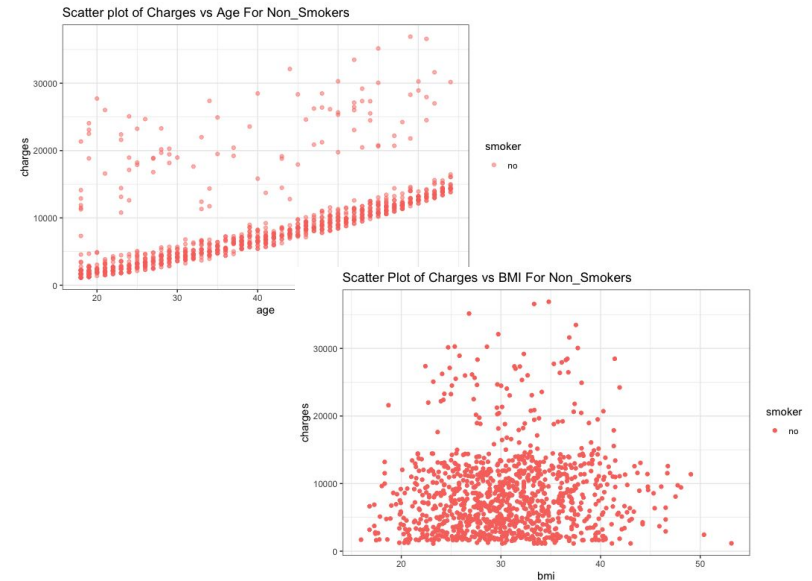 Scatter plot of Charges vs Age For Non_Smokers
30000
20000
10000
0
charges
20
30
40
age
smoker
no
Scatter Plot of Charges vs BMI For Non_Smokers
30000
20000
10000
0
charges
20
30
40
50
bmi
smoker
no